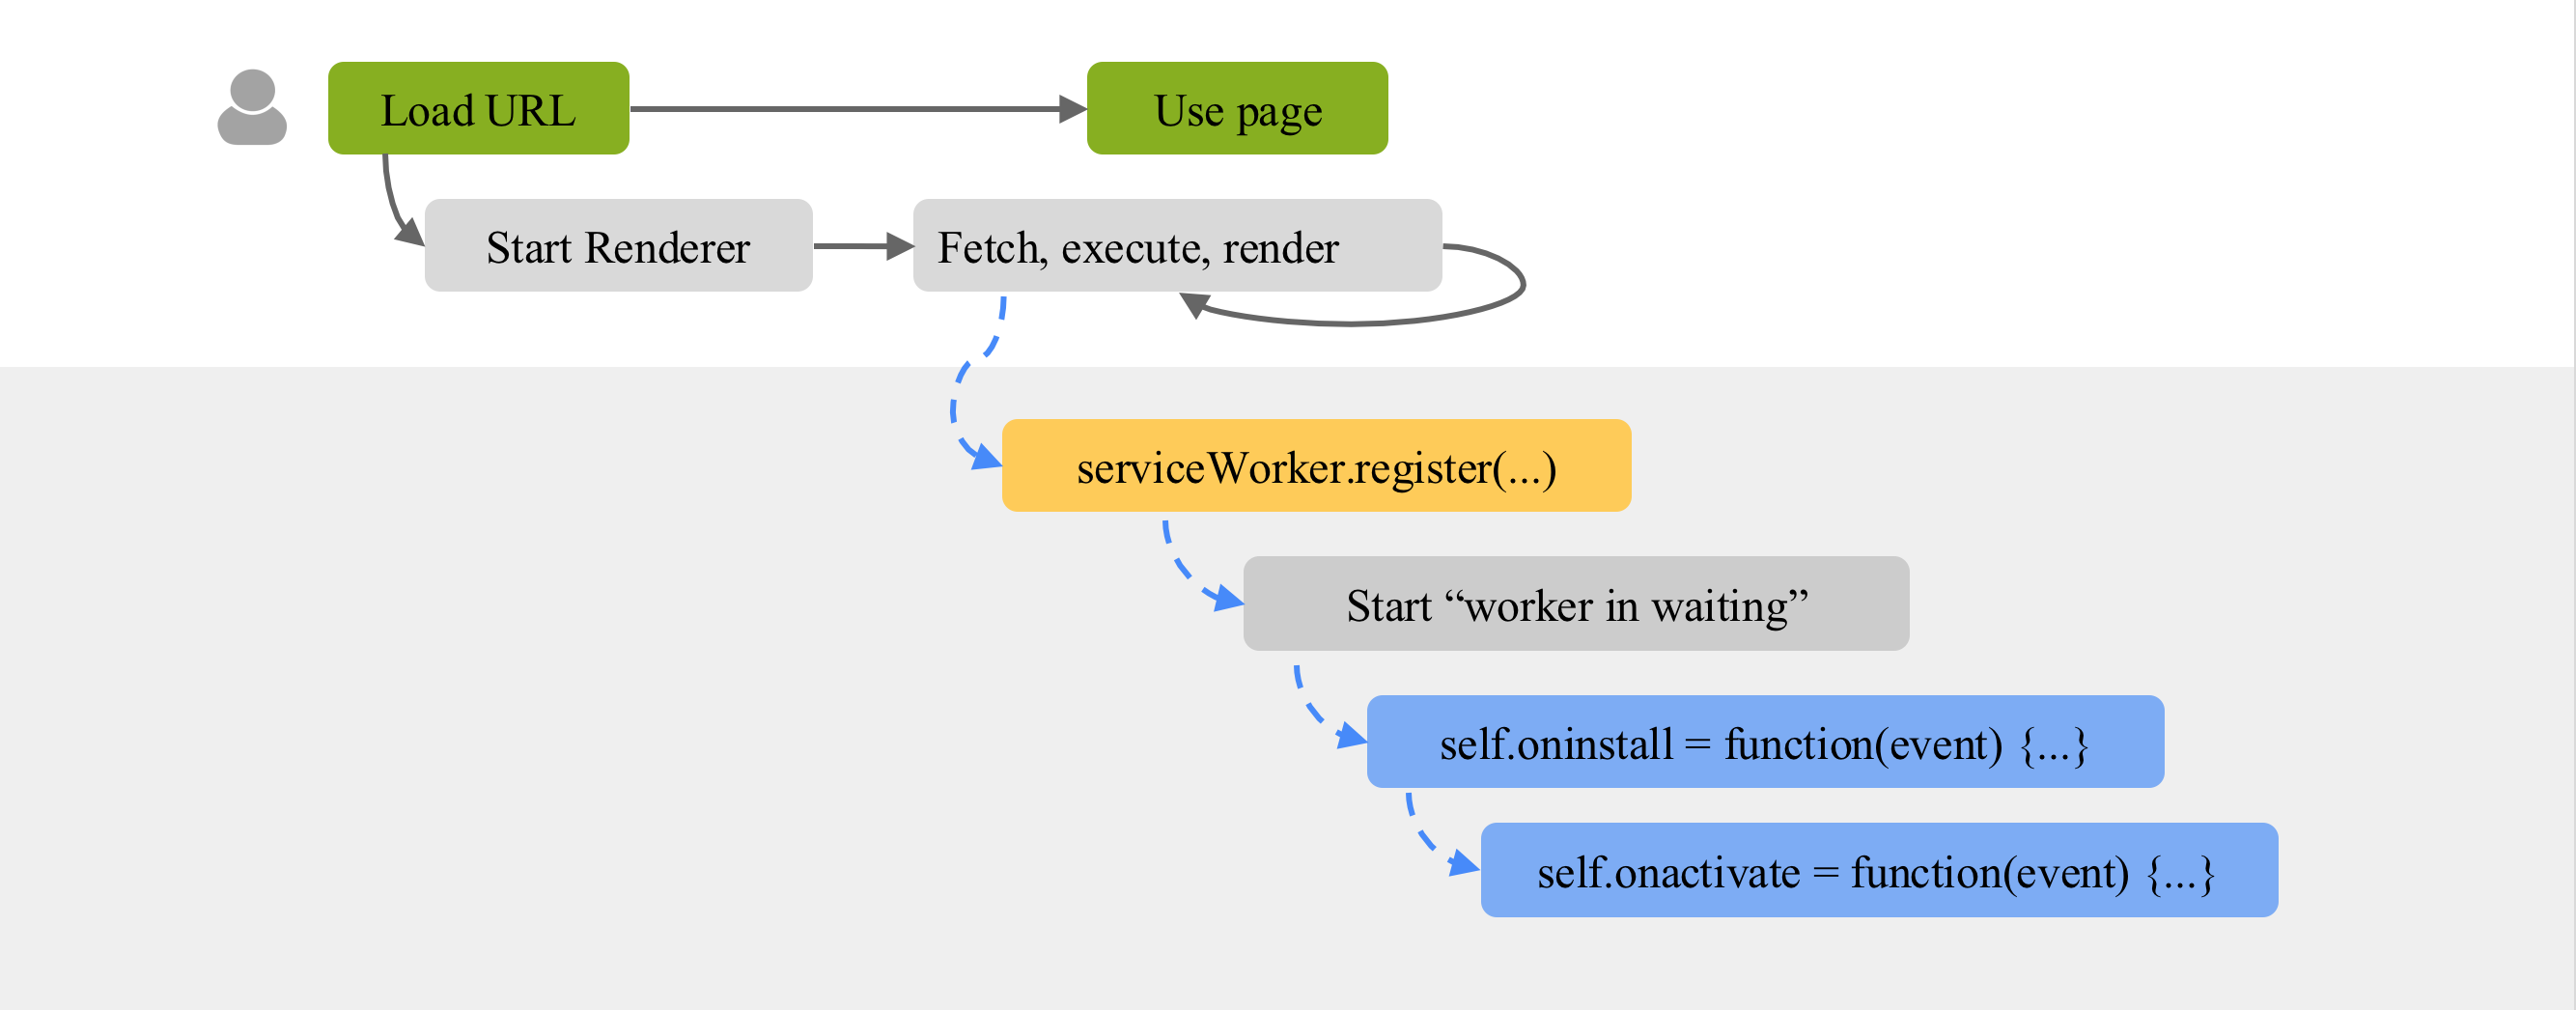 Load URL
Use page
Start Renderer
Fetch, execute, render
serviceWorker.register(...)
Start “worker in waiting”
self.oninstall = function(event) {...}
self.onactivate = function(event) {...}